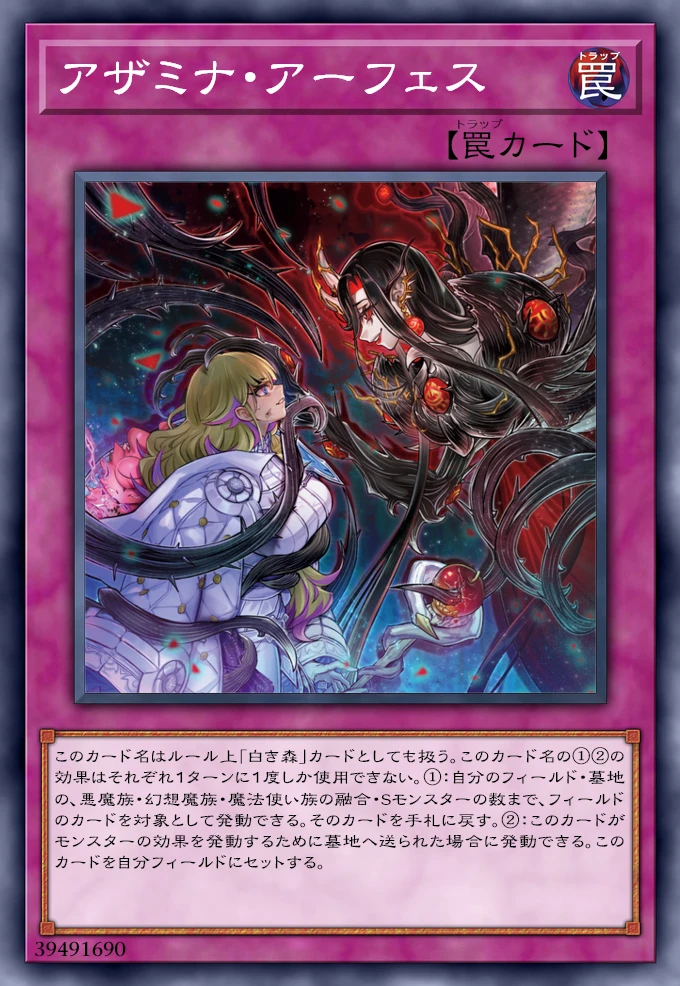 アザミナ・アーフェス
トラップ
罠
トラップ
【罠カード】
このカード名はルール上「白き森」カードとしても扱う。このカード名の①②の
効果はそれぞれ1ターンに1度しか使用できない。①:自分のフィールド・墓地
の、悪魔族・幻想魔族・魔法使い族の融合・Sモンスターの数まで、フィールド
のカードを対象として発動できる。そのカードを手札に戻す。②:このカードが
モンスターの効果を発動するために墓地へ送られた場合に発動できる。この
カードを自分フィールドにセットする。
39491690